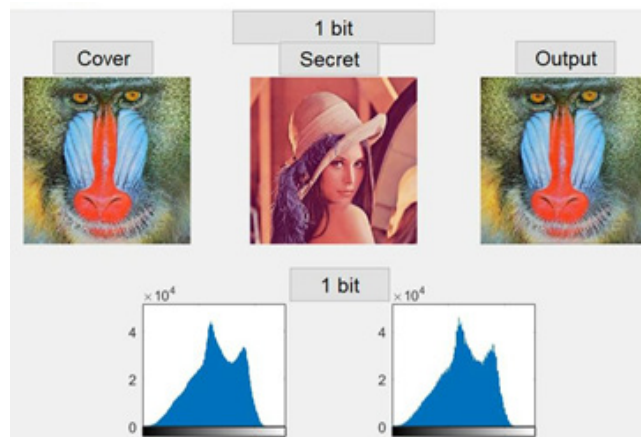 1 bit
Cover Secret Output
1 bit
×10⁴ ×10⁴
4 4
2 2
0 0